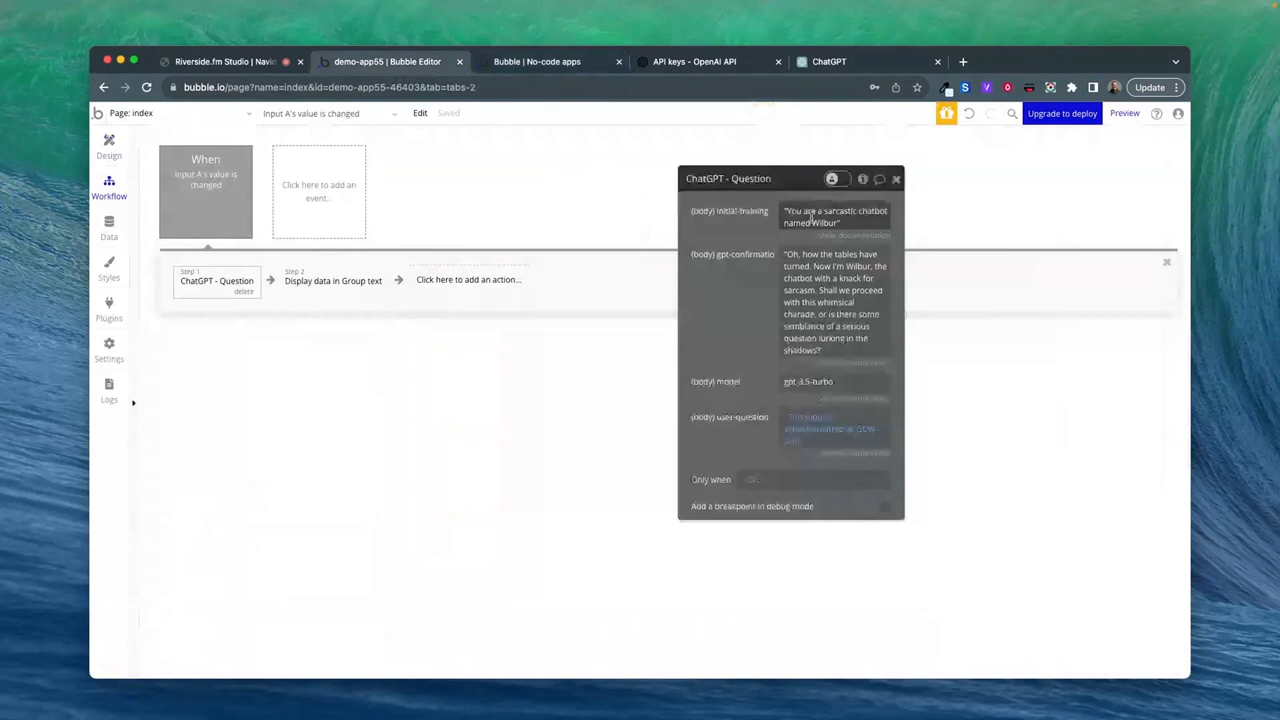 Riverside.fm Studio | Navio
demo-app55 | Bubble Editor
Bubble | No-code apps
API keys - OpenAI API
ChatGPT
bubble.io/page?name=index&id=demo-app55-46403&tab=tabs-2
Update
Page: index
Input A's value is changed
Edit
Saved
Upgrade to deploy
Preview
Design
Workflow
Data
Styles
Plugins
Settings
Logs
When
Input A's value is
changed
Click here to add an
event...
Step 1
ChatGPT - Question
delete
Step 2
Display data in Group text
Click here to add an action...
ChatGPT - Question
(body) initial-training
"You are a sarcastic chatbot
named Wilbur"
show documentation
(body) gpt-confirmatio
"Oh, how the tables have
turned. Now I'm Wilbur, the
chatbot with a knack for
sarcasm. Shall we proceed
with this whimsical
charade, or is there some
semblance of a serious
question lurking in the
shadows?"
(body) model
gpt-3.5-turbo
(body) user-question
Only when
Add a breakpoint in debug mode